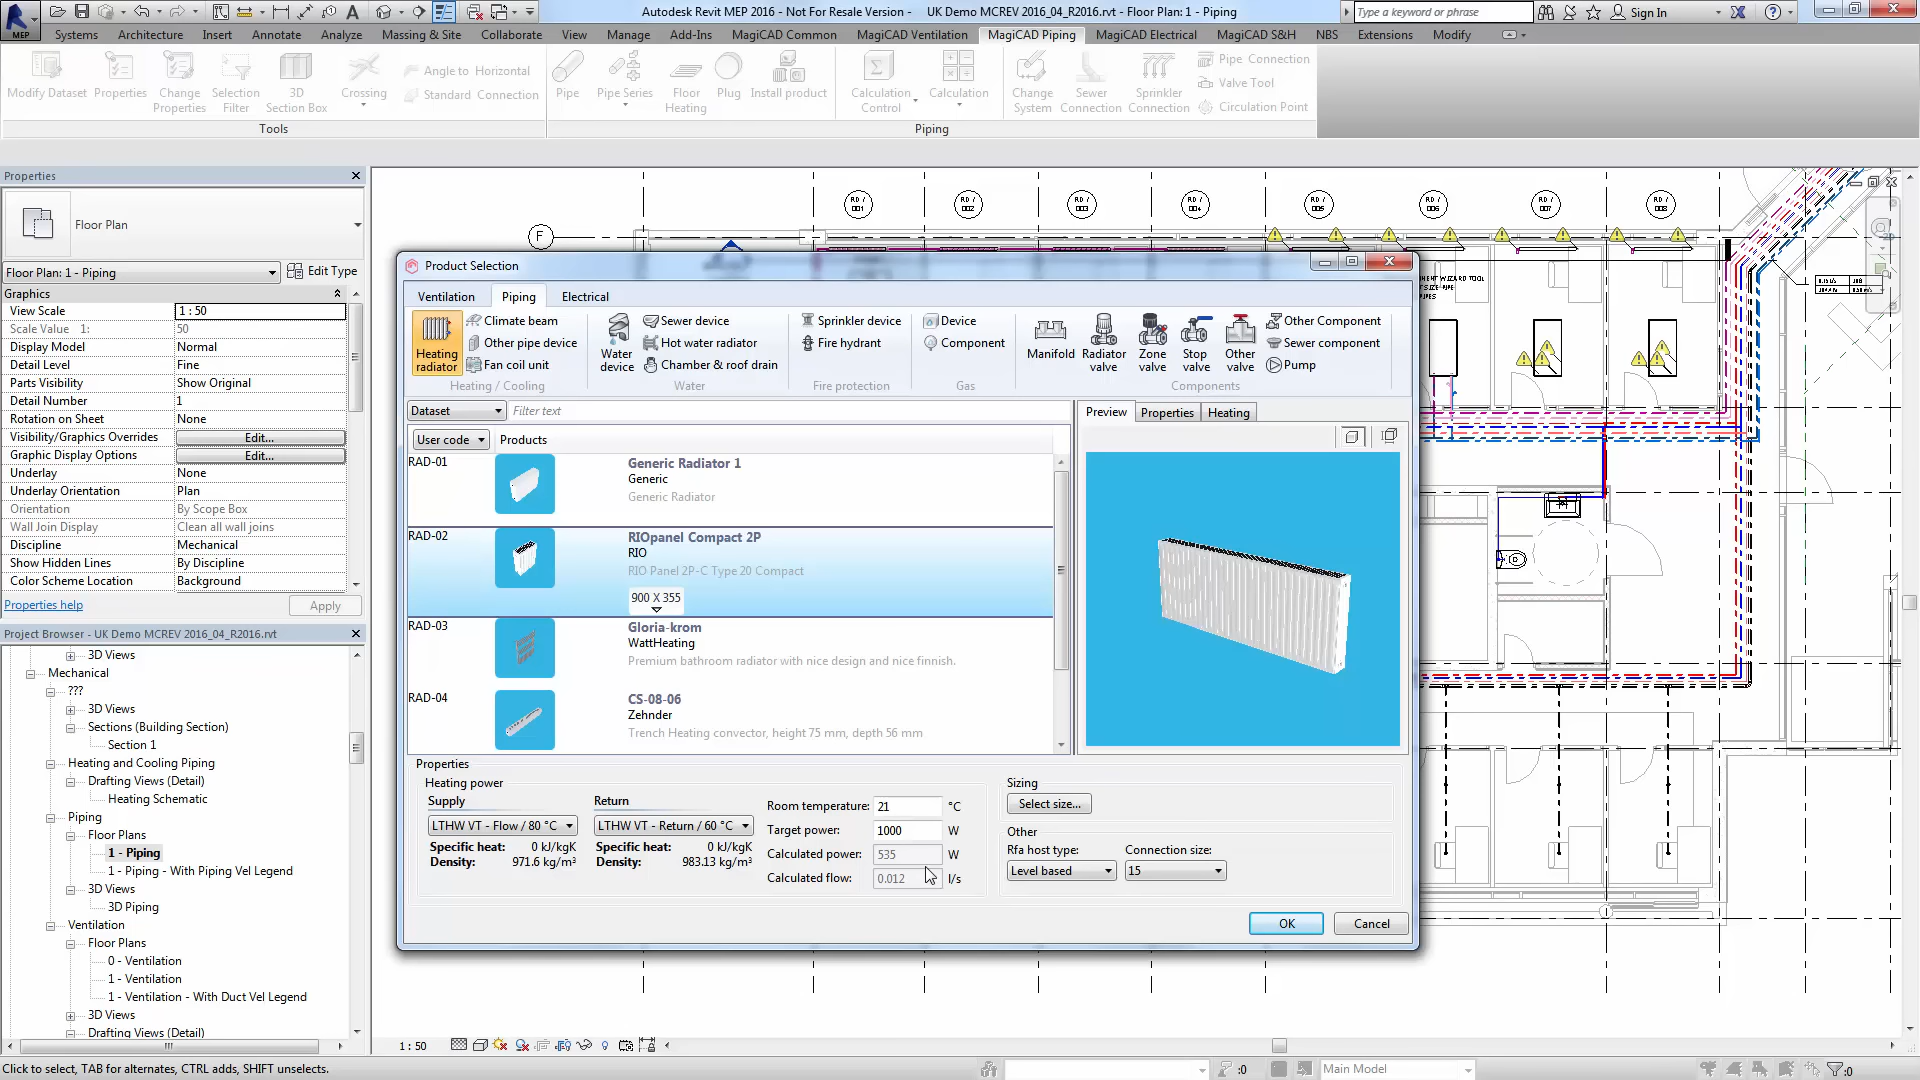 Autodesk Revit MEP 2016 - Not For Resale Version - UK Demo MCREV 2016_04_R2016.rvt - Floor Plan: 1 - Piping
Type a keyword or phrase
Sign In
MEP
Systems Architecture Insert Annotate Analyze Massing & Site Collaborate View Manage Add-Ins MagiCAD Common MagiCAD Ventilation MagiCAD Piping MagiCAD Electrical MagiCAD S&H NBS Extensions Modify
Modify Dataset
Properties
Change Properties
Selection Filter
3D Section Box
Crossing
Angle to Horizontal
Standard Connection
Pipe
Pipe Series
Floor Heating
Plug
Install product
Calculation Control
Calculation
Change System
Sewer Connection
Sprinkler Connection
Pipe Connection
Valve Tool
Circulation Point
Tools
Piping
Properties
Floor Plan
Floor Plan: 1 - Piping
Edit Type
Graphics
View Scale 1 : 50
Scale Value 1: 50
Display Model Normal
Detail Level Fine
Parts Visibility Show Original
Detail Number 1
Rotation on Sheet None
Visibility/Graphics Overrides Edit...
Graphic Display Options Edit...
Underlay None
Underlay Orientation Plan
Orientation By Scope Box
Wall Join Display Clean all wall joins
Discipline Mechanical
Show Hidden Lines By Discipline
Color Scheme Location Background
Properties help
Apply
Project Browser - UK Demo MCREV 2016_04_R2016.rvt
3D Views
Mechanical
???
3D Views
Sections (Building Section)
Section 1
Heating and Cooling Piping
Drafting Views (Detail)
Heating Schematic
Piping
Floor Plans
1 - Piping
1 - Piping - With Piping Vel Legend
3D Views
3D Piping
Ventilation
Floor Plans
0 - Ventilation
1 - Ventilation
1 - Ventilation - With Duct Vel Legend
3D Views
Drafting Views (Detail)
F
RD / 001
RD / 002
RD / 003
RD / 004
RD / 005
RD / 006
RD / 007
RD / 008
Product Selection
Ventilation
Piping
Electrical
Heating radiator
Climate beam
Other pipe device
Fan coil unit
Heating / Cooling
Water device
Sewer device
Hot water radiator
Chamber & roof drain
Water
Sprinkler device
Fire hydrant
Fire protection
Device
Component
Gas
Manifold
Radiator valve
Zone valve
Stop valve
Other valve
Other Component
Sewer component
Pump
Components
Dataset
Filter text
User code
Products
RAD-01
Generic Radiator 1
Generic
Generic Radiator
RAD-02
RIOpanel Compact 2P
RIO
RIO Panel 2P-C Type 20 Compact
900 X 355
RAD-03
Gloria-krom
WattHeating
Premium bathroom radiator with nice design and nice finnish.
RAD-04
CS-08-06
Zehnder
Trench Heating convector, height 75 mm, depth 56 mm
Preview
Properties
Heating
Properties
Heating power
Supply
LTHW VT - Flow / 80 °C
Specific heat: 0 kJ/kgK
Density: 971.6 kg/m³
Return
LTHW VT - Return / 60 °C
Specific heat: 0 kJ/kgK
Density: 983.13 kg/m³
Room temperature: 21 °C
Target power: 1000 W
Calculated power: 535 W
Calculated flow: 0.012 l/s
Sizing
Select size...
Other
Rfa host type:
Level based
Connection size:
15
OK
Cancel
1 : 50
Click to select, TAB for alternates, CTRL adds, SHIFT unselects.
:0
Main Model
:0